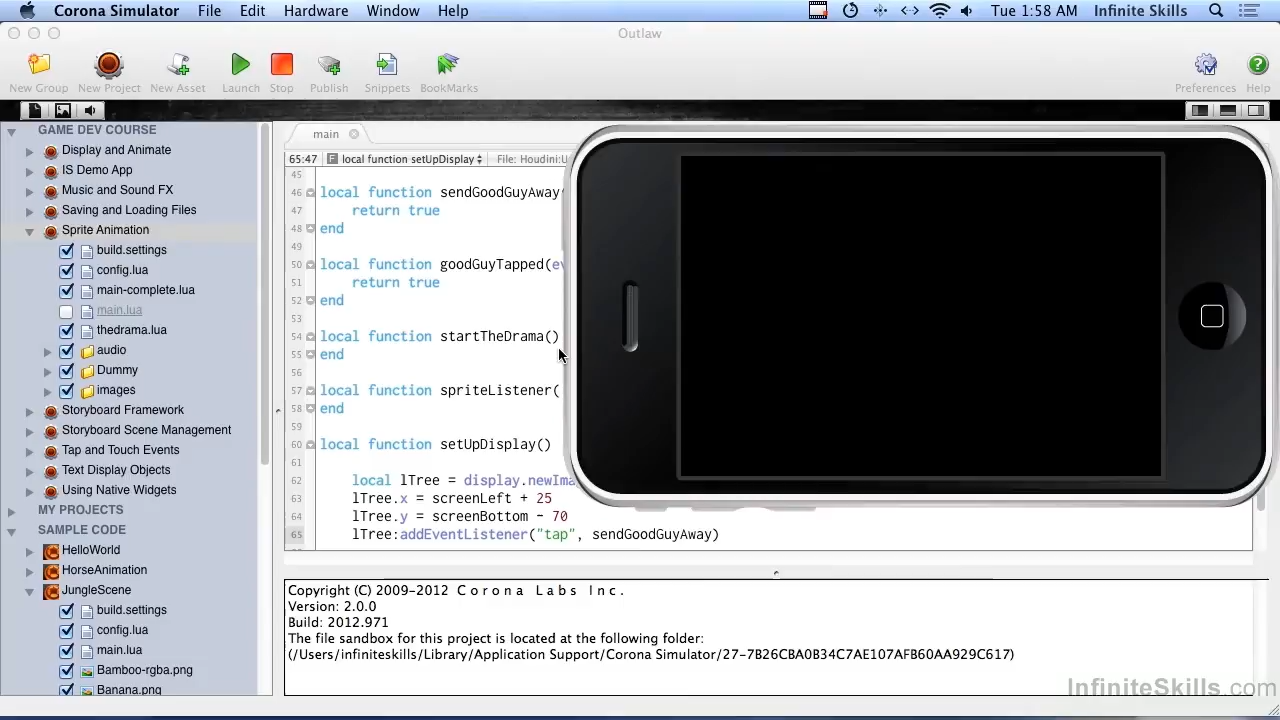 Corona Simulator File Edit Hardware Window Help Tue 1:58 AM Infinite Skills
Outlaw
New Group New Project New Asset Launch Stop Publish Snippets BookMarks Preferences Help
GAME DEV COURSE
Display and Animate
IS Demo App
Music and Sound FX
Saving and Loading Files
Sprite Animation
build.settings
config.lua
main-complete.lua
main.lua
thedrama.lua
audio
Dummy
images
Storyboard Framework
Storyboard Scene Management
Tap and Touch Events
Text Display Objects
Using Native Widgets
MY PROJECTS
SAMPLE CODE
HelloWorld
HorseAnimation
JungleScene
build.settings
config.lua
main.lua
Bamboo-rgba.png
Banana.png
main
65:47 F local function setUpDisplay File: Houdini:U
45
46 local function sendGoodGuyAway(
47 return true
48 end
49
50 local function goodGuyTapped(ev
51 return true
52 end
53
54 local function startTheDrama()
55 end
56
57 local function spriteListener(
58 end
59
60 local function setUpDisplay()
61
62 local lTree = display.newIma
63 lTree.x = screenLeft + 25
64 lTree.y = screenBottom - 70
65 lTree:addEventListener("tap", sendGoodGuyAway)
Copyright (C) 2009-2012 C o r o n a L a b s I n c .
Version: 2.0.0
Build: 2012.971
The file sandbox for this project is located at the following folder:
(/Users/infiniteskills/Library/Application Support/Corona Simulator/27-7B26CBA0B34C7AE107AFB60AA929C617)
InfiniteSkills.com